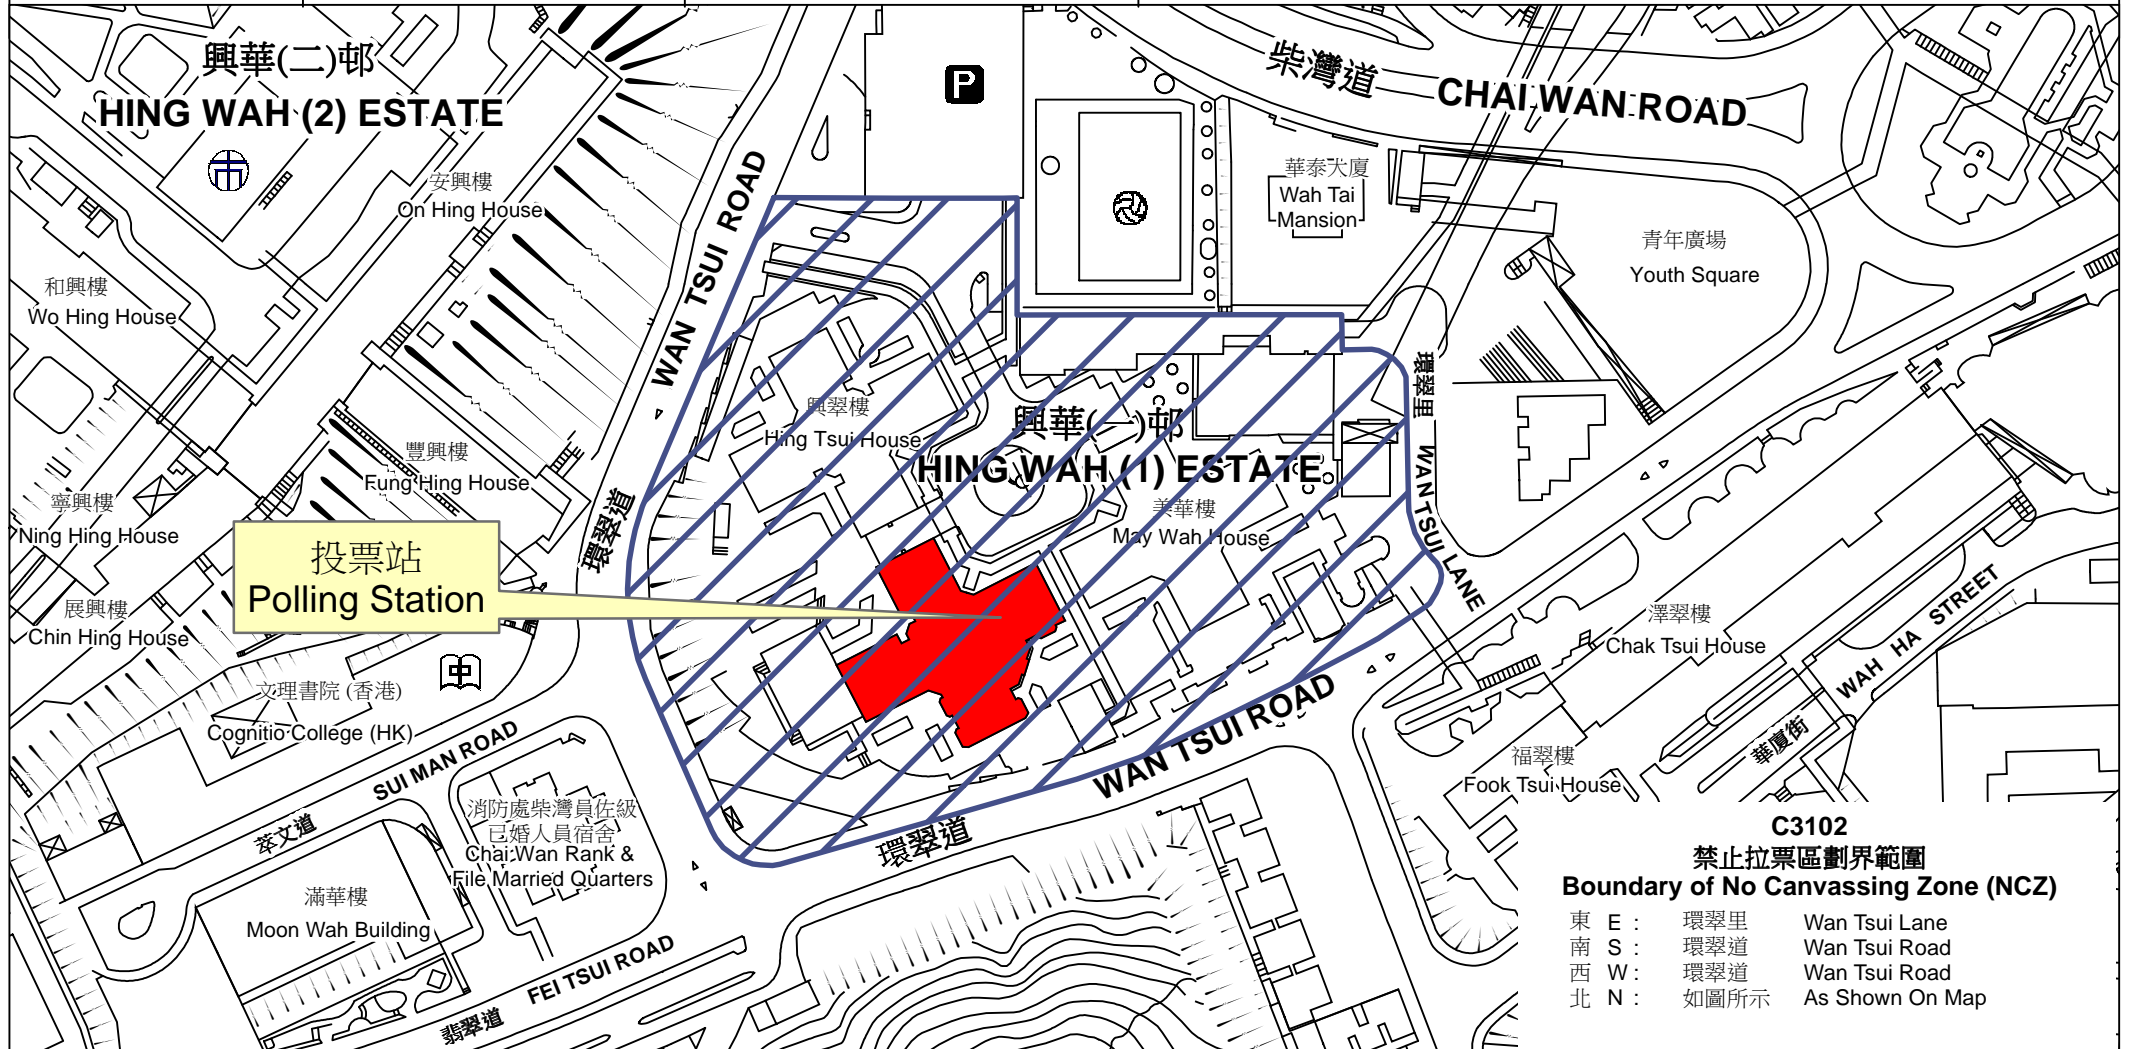 興華(二)邨
HING WAH (2) ESTATE
安興樓
On Hing House
和興樓
Wo Hing House
豐興樓
Fung Hing House
寧興樓
Ning Hing House
展興樓
Chin Hing House
投票站
Polling Station
文理書院 (香港)
Cognitio College (HK)
SUI MAN ROAD
萃文道
消防處柴灣員佐級
已婚人員宿舍
Chai Wan Rank &
File Married Quarters
滿華樓
Moon Wah Building
FEI TSUI ROAD
翡翠道
WAN TSUI ROAD
環翠道
P
柴灣道
CHAI WAN ROAD
華泰大廈
Wah Tai
Mansion
青年廣場
Youth Square
興翠樓
Hing Tsui House
興華(一)邨
HING WAH (1) ESTATE
美華樓
May Wah House
環翠里
WAN TSUI LANE
WAN TSUI ROAD
環翠道
澤翠樓
Chak Tsui House
WAH HA STREET
華廈街
福翠樓
Fook Tsui House
C3102
禁止拉票區劃界範圍
Boundary of No Canvassing Zone (NCZ)
東 E : 環翠里 Wan Tsui Lane
南 S : 環翠道 Wan Tsui Road
西 W : 環翠道 Wan Tsui Road
北 N : 如圖所示 As Shown On Map